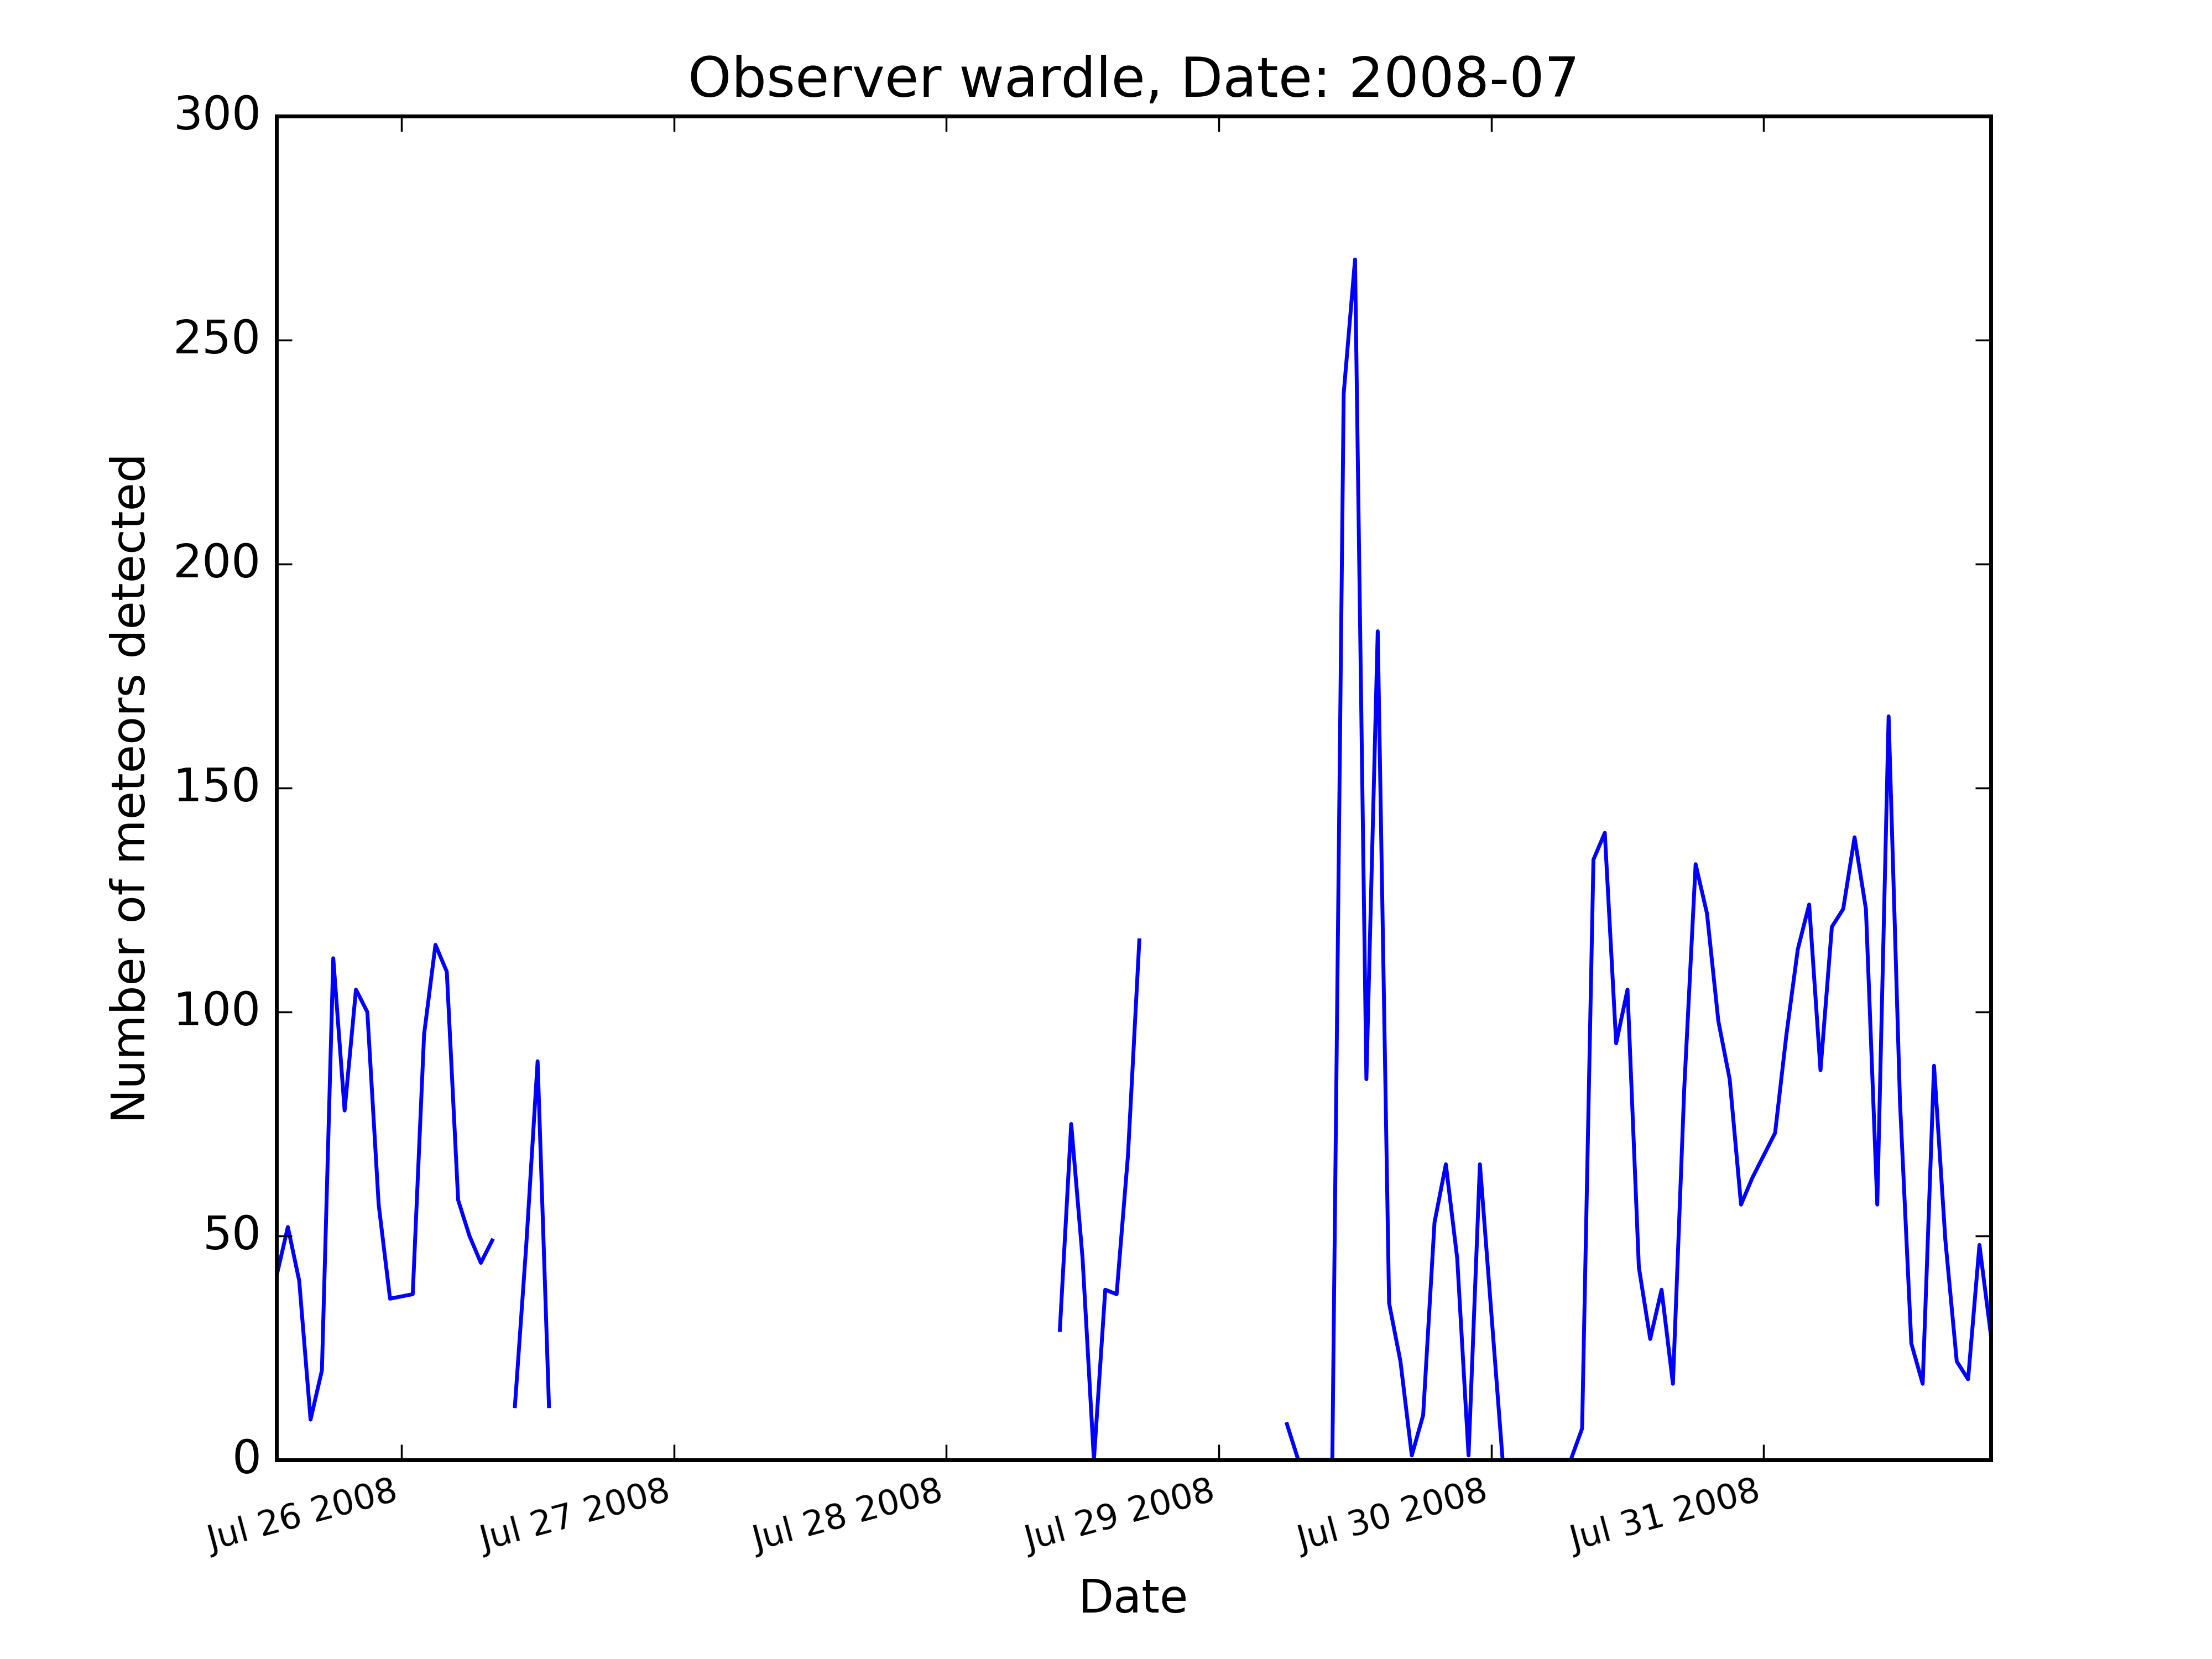 Observer wardle, Date: 2008-07
300
250
200
150
100
50
0
Number of meteors detected
Jul 26 2008
Jul 27 2008
Jul 28 2008
Jul 29 2008
Jul 30 2008
Jul 31 2008
Date